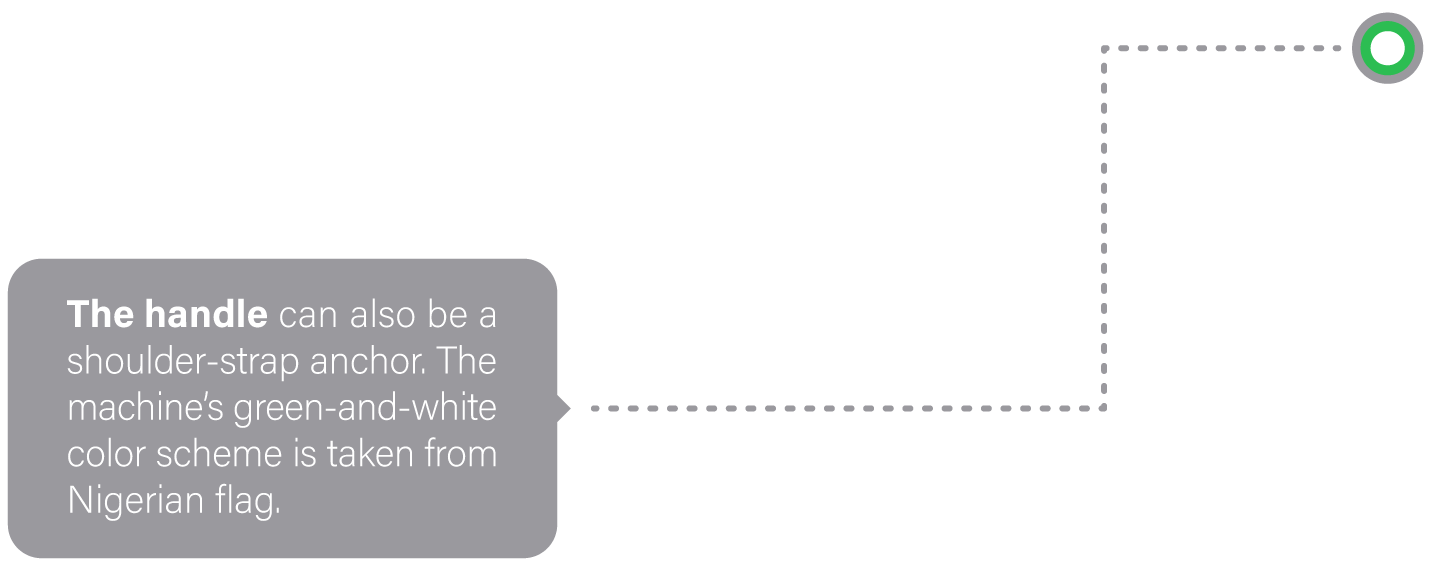 The handle can also be a
shoulder-strap anchor. The
machine’s green-and-white
color scheme is taken from
Nigerian flag.